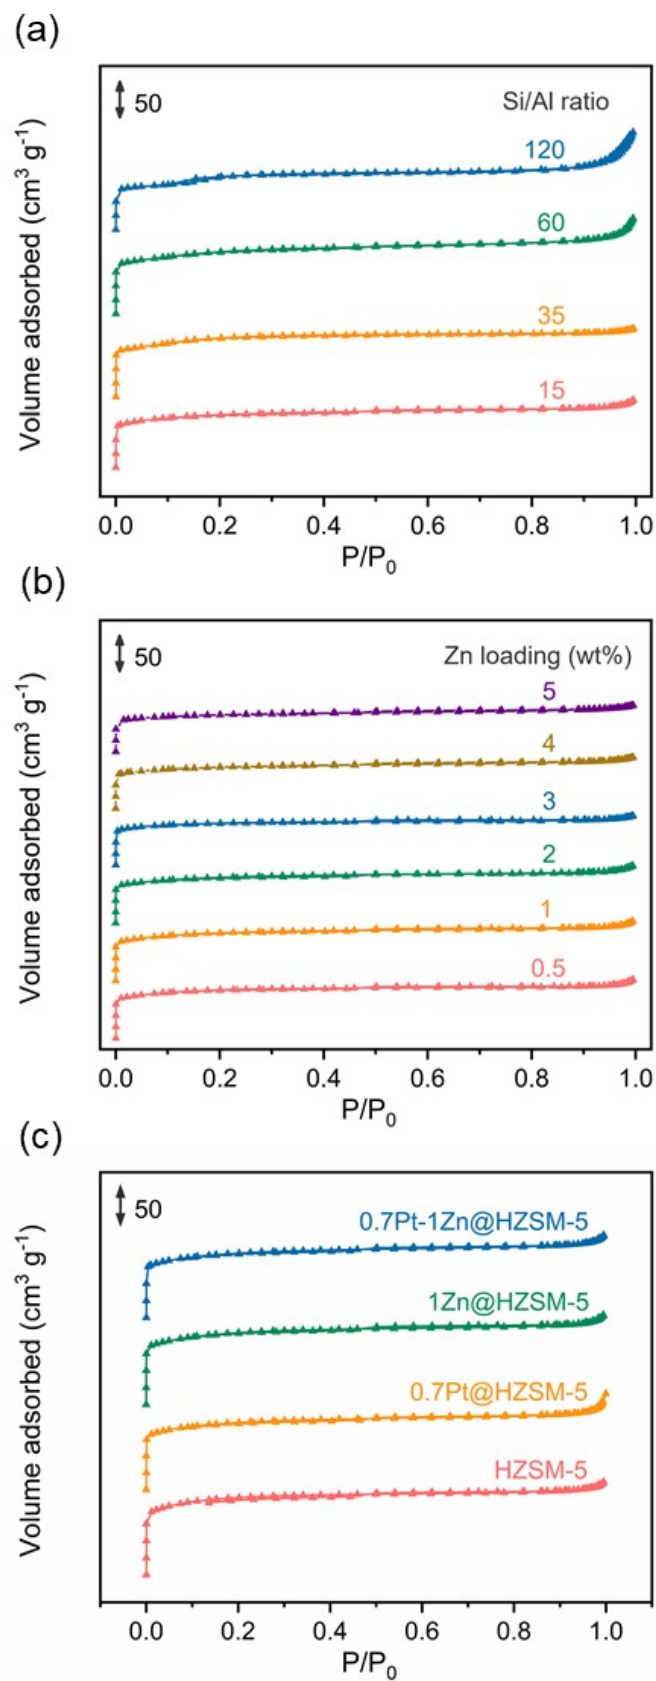 (a)
50
Si/Al ratio
120
60
35
15
Volume adsorbed (cm³ g⁻¹)
0.0 0.2 0.4 0.6 0.8 1.0
P/P₀
(b)
50
Zn loading (wt%)
5
4
3
2
1
0.5
Volume adsorbed (cm³ g⁻¹)
0.0 0.2 0.4 0.6 0.8 1.0
P/P₀
(c)
50
0.7Pt-1Zn@HZSM-5
1Zn@HZSM-5
0.7Pt@HZSM-5
HZSM-5
Volume adsorbed (cm³ g⁻¹)
0.0 0.2 0.4 0.6 0.8 1.0
P/P₀